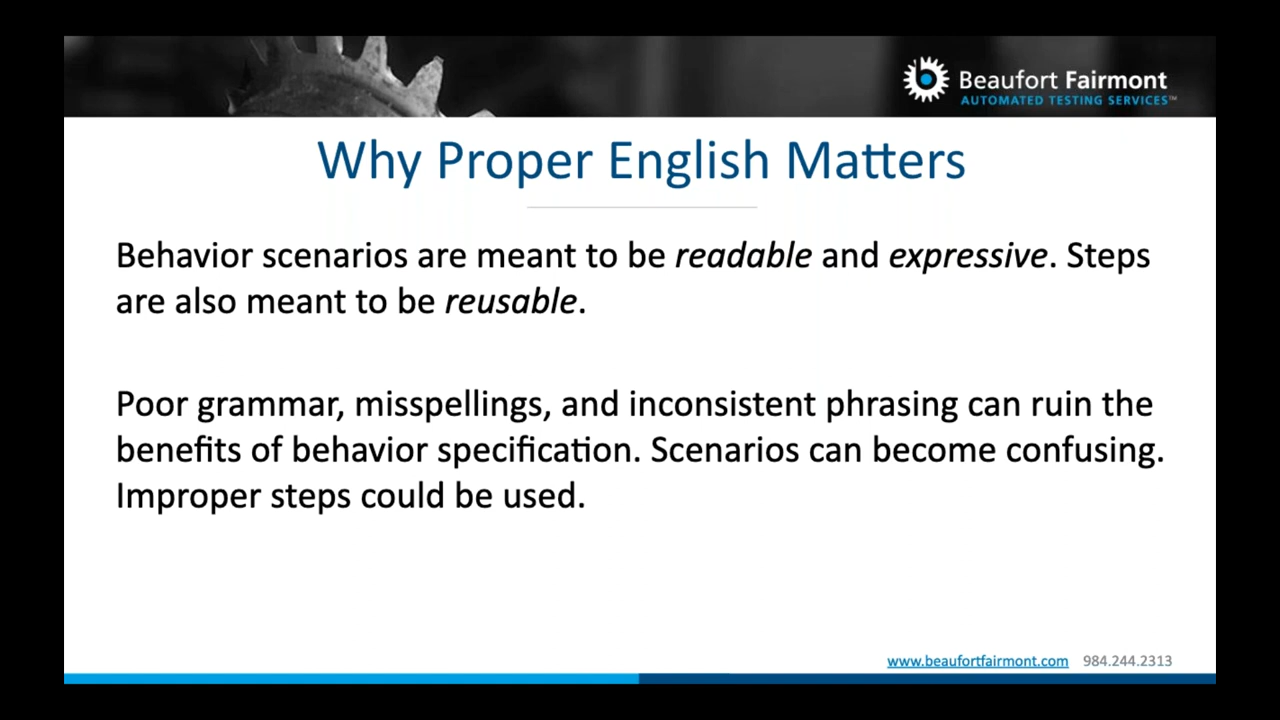 Beaufort Fairmont
AUTOMATED TESTING SERVICES™
Why Proper English Matters
Behavior scenarios are meant to be readable and expressive. Steps
are also meant to be reusable.
Poor grammar, misspellings, and inconsistent phrasing can ruin the
benefits of behavior specification. Scenarios can become confusing.
Improper steps could be used.
www.beaufortfairmont.com 984.244.2313